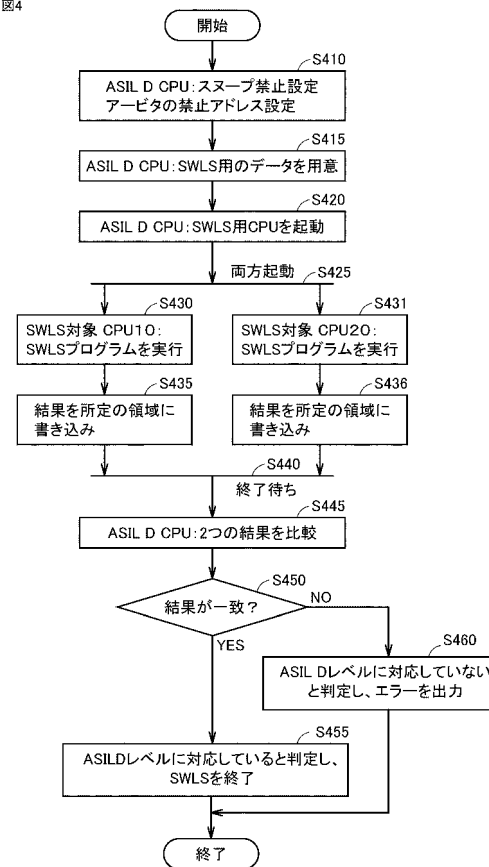 図4
開始
S410
ASIL D CPU:スヌープ禁止設定
アービタの禁止アドレス設定
S415
ASIL D CPU:SWLS用のデータを用意
S420
ASIL D CPU:SWLS用CPUを起動
両方起動
S425
S430
SWLS対象 CPU10:
SWLSプログラムを実行
S431
SWLS対象 CPU20:
SWLSプログラムを実行
S435
結果を所定の領域に
書き込み
S436
結果を所定の領域に
書き込み
S440
終了待ち
S445
ASIL D CPU:2つの結果を比較
S450
結果が一致?
NO
YES
S460
ASIL Dレベルに対応していない
と判定し、エラーを出力
S455
ASILDレベルに対応していると判定し、
SWLSを終了
終了